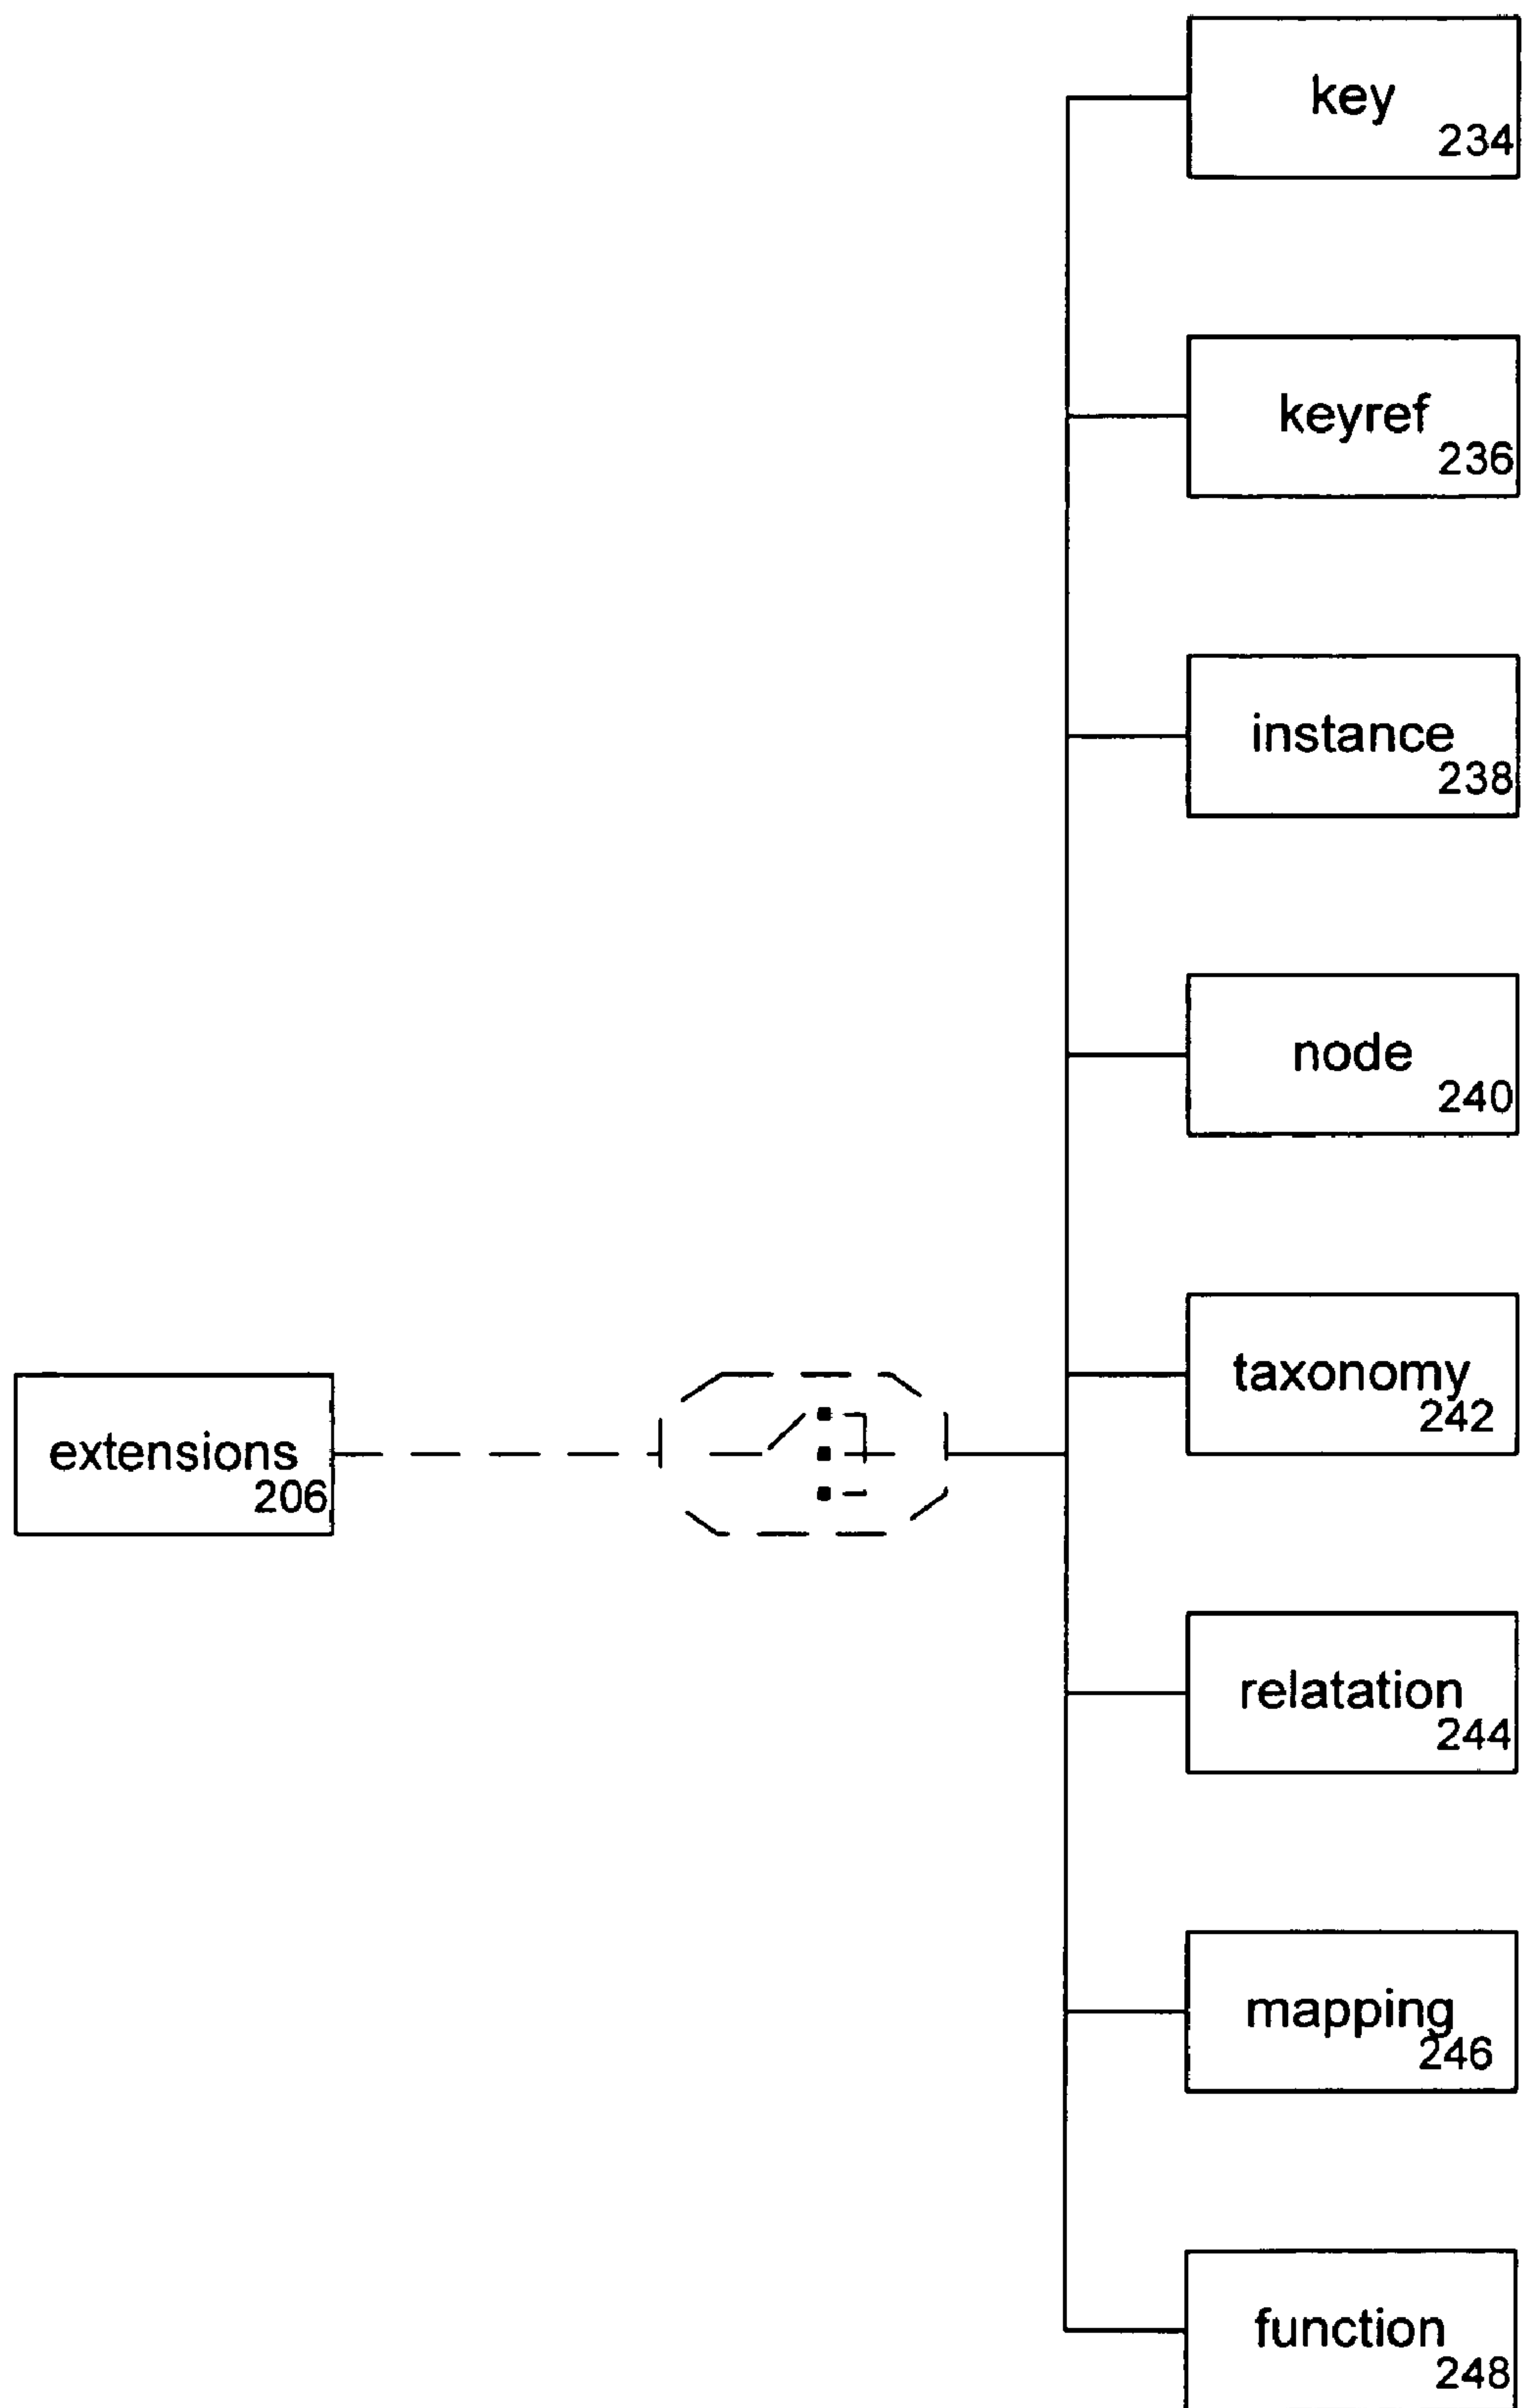 key
234
keyref
236
instance
238
node
240
taxonomy
242
extensions
206
relatation
244
mapping
246
function
248